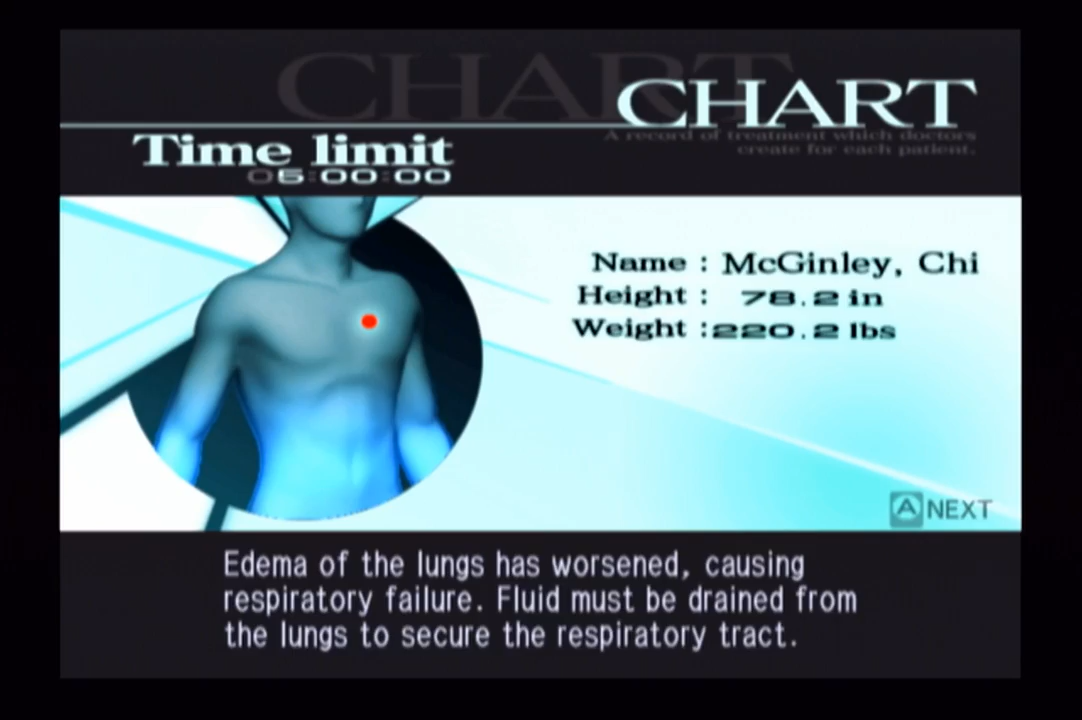 CHART
CHART
A record of treatment which doctors
create for each patient.
Time limit
05:00:00
Name : McGinley, Chi
Height : 78.2 in
Weight :220.2 lbs
A NEXT
Edema of the lungs has worsened, causing
respiratory failure. Fluid must be drained from
the lungs to secure the respiratory tract.